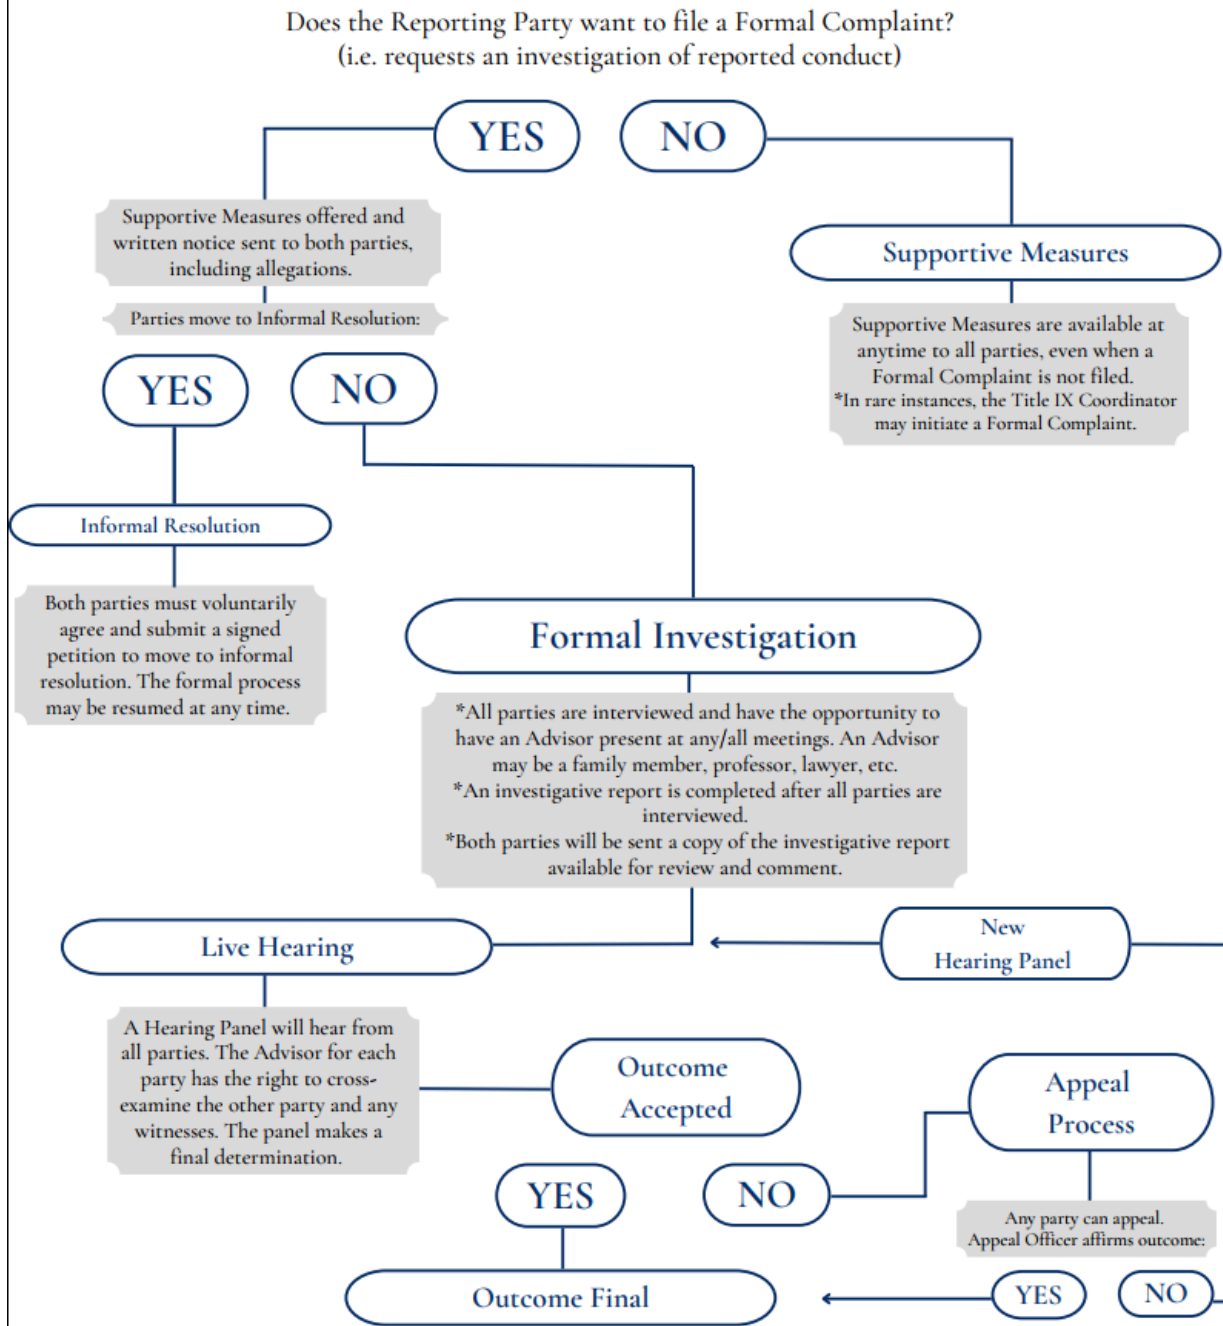 Does the Reporting Party want to file a Formal Complaint?
(i.e. requests an investigation of reported conduct)
YES
NO
Supportive Measures offered and
written notice sent to both parties,
including allegations.
Supportive Measures
Parties move to Informal Resolution:
Supportive Measures are available at
anytime to all parties, even when a
Formal Complaint is not filed.
*In rare instances, the Title IX Coordinator
may initiate a Formal Complaint.
YES
NO
Informal Resolution
Both parties must voluntarily
agree and submit a signed
petition to move to informal
resolution. The formal process
may be resumed at any time.
Formal Investigation
*All parties are interviewed and have the opportunity to
have an Advisor present at any/all meetings. An Advisor
may be a family member, professor, lawyer, etc.
*An investigative report is completed after all parties are
interviewed.
*Both parties will be sent a copy of the investigative report
available for review and comment.
Live Hearing
New
Hearing Panel
A Hearing Panel will hear from
all parties. The Advisor for each
party has the right to cross-
examine the other party and any
witnesses. The panel makes a
final determination.
Outcome
Accepted
Appeal
Process
YES
NO
Any party can appeal.
Appeal Officer affirms outcome:
Outcome Final
YES
NO